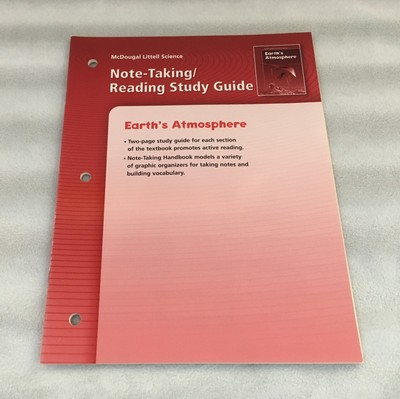 McDougal Littell Science
Note-Taking/
Reading Study Guide
Earth's
Atmosphere
Earth's Atmosphere
• Two-page study guide for each section
of the textbook promotes active reading.
• Note-Taking Handbook models a variety
of graphic organizers for taking notes and
building vocabulary.